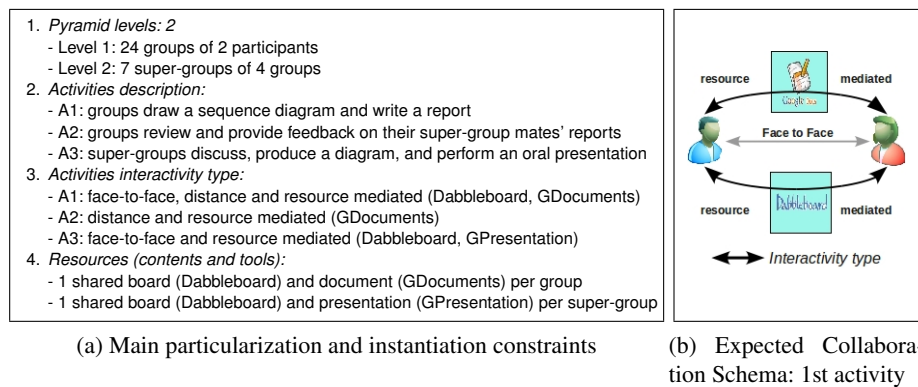 1. Pyramid levels: 2
- Level 1: 24 groups of 2 participants
- Level 2: 7 super-groups of 4 groups
2. Activities description:
- A1: groups draw a sequence diagram and write a report
- A2: groups review and provide feedback on their super-group mates' reports
- A3: super-groups discuss, produce a diagram, and perform an oral presentation
3. Activities interactivity type:
- A1: face-to-face, distance and resource mediated (Dabbleboard, GDocuments)
- A2: distance and resource mediated (GDocuments)
- A3: face-to-face and resource mediated (Dabbleboard, GPresentation)
4. Resources (contents and tools):
- 1 shared board (Dabbleboard) and document (GDocuments) per group
- 1 shared board (Dabbleboard) and presentation (GPresentation) per super-group
(a) Main particularization and instantiation constraints
resource mediated
Google
Face to Face
Dabbleboard
resource mediated
Interactivity type
(b) Expected Collabora-
tion Schema: 1st activity